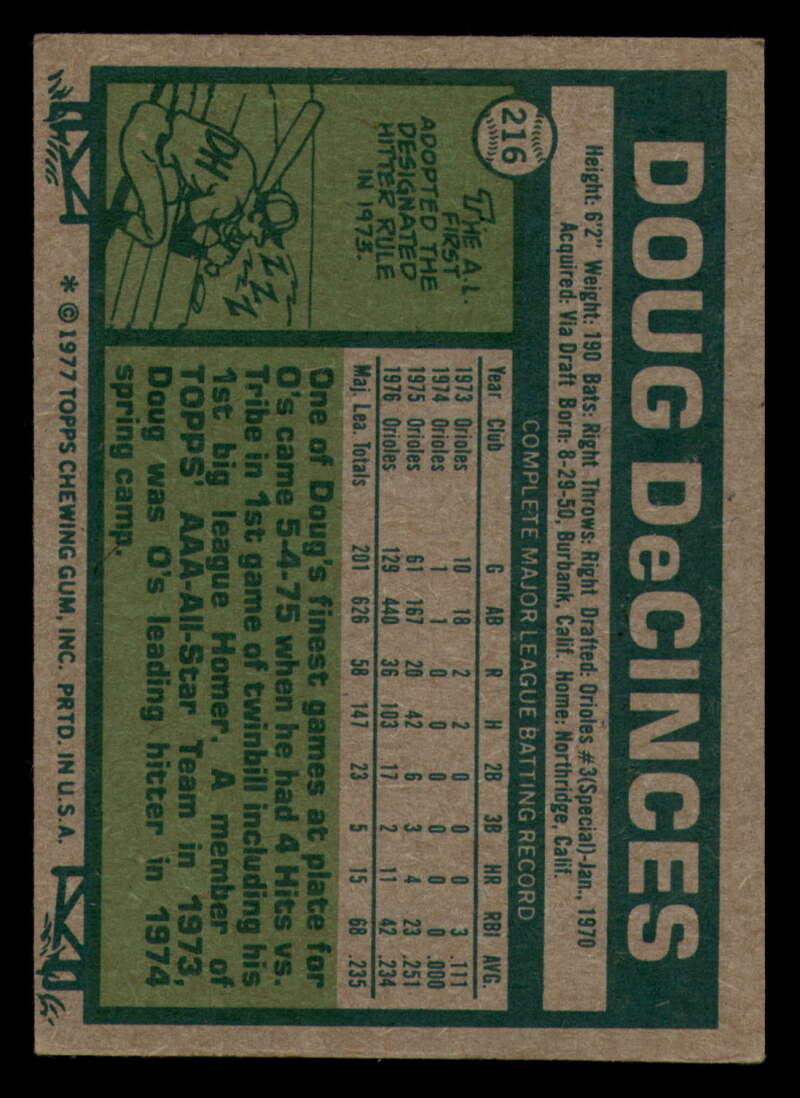 216
DOUG DeCINCES
Height: 6'2" Weight: 190 Bats: Right Throws: Right Drafted: Orioles #3(Special)-Jan., 1970
Acquired: Via Draft Born: 8-29-50, Burbank, Calif. Home: Northridge, Calif.
THE A.L.
FIRST
ADOPTED THE
DESIGNATED
HITTER RULE
IN 1973.
DH
ZZZ
COMPLETE MAJOR LEAGUE BATTING RECORD
Year Club G AB R H 2B 3B HR RBI AVG.
1973 Orioles 10 18 2 2 0 0 0 3 .111
1974 Orioles 1 1 0 0 0 0 0 0 .000
1975 Orioles 61 167 20 42 6 3 4 23 .251
1976 Orioles 129 440 36 103 17 2 11 42 .234
Maj. Lea. Totals 201 626 58 147 23 5 15 68 .235
One of Doug's finest games at plate for
O's came 5-4-75 when he had 4 Hits vs.
Tribe in 1st game of twinbill including his
1st big league Homer. A member of
TOPPS' AAA-All-Star Team in 1973,
Doug was O's leading hitter in 1974
spring camp.
* © 1977 TOPPS CHEWING GUM, INC. PRTD. IN U.S.A.